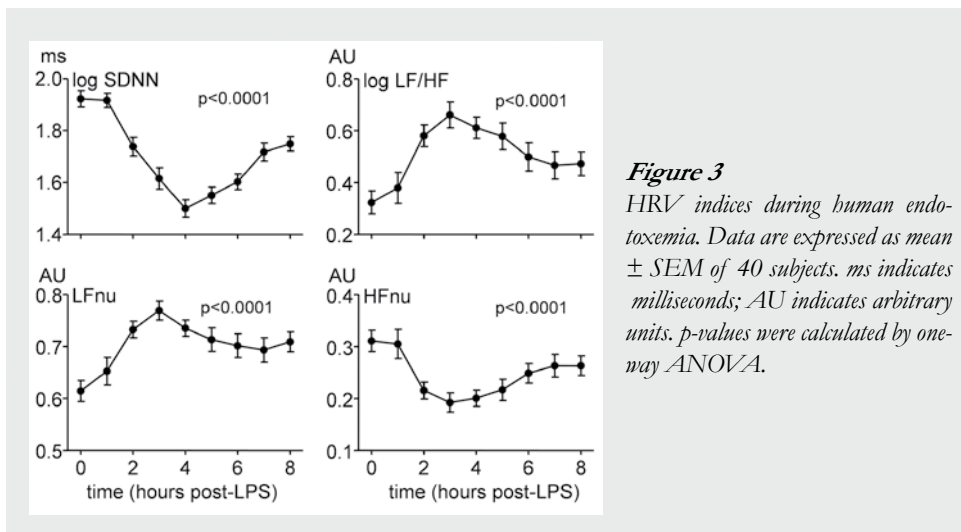 ms
log SDNN
p<0.0001
2.0
1.8
1.6
1.4
AU
log LF/HF
p<0.0001
0.8
0.6
0.4
0.2
AU
LFnu
p<0.0001
0.8
0.7
0.6
0.5
0 2 4 6 8
time (hours post-LPS)
AU
HFnu
p<0.0001
0.4
0.3
0.2
0.1
0 2 4 6 8
time (hours post-LPS)
Figure 3
HRV indices during human endo-
toxemia. Data are expressed as mean
± SEM of 40 subjects. ms indicates
milliseconds; AU indicates arbitrary
units. p-values were calculated by one-
way ANOVA.